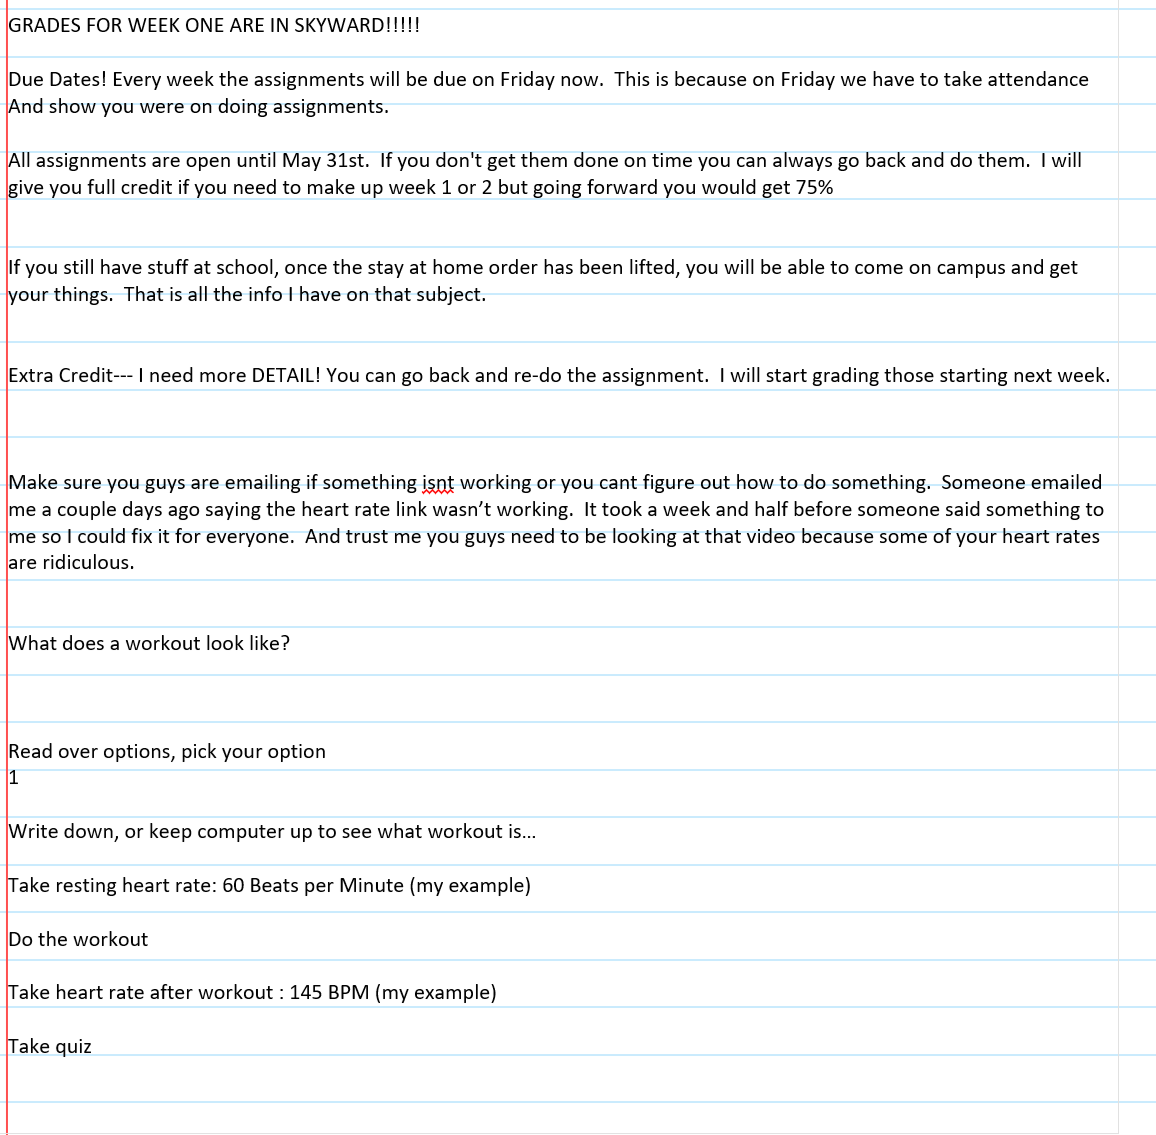 GRADES FOR WEEK ONE ARE IN SKYWARD!!!!!
Due Dates! Every week the assignments will be due on Friday now.  This is because on Friday we have to take attendance
And show you were on doing assignments.
All assignments are open until May 31st.  If you don't get them done on time you can always go back and do them.  I will
give you full credit if you need to make up week 1 or 2 but going forward you would get 75%
If you still have stuff at school, once the stay at home order has been lifted, you will be able to come on campus and get
your things.  That is all the info I have on that subject.
Extra Credit--- I need more DETAIL! You can go back and re-do the assignment.  I will start grading those starting next week.
Make sure you guys are emailing if something isnt working or you cant figure out how to do something.  Someone emailed
me a couple days ago saying the heart rate link wasn’t working.  It took a week and half before someone said something to
me so I could fix it for everyone.  And trust me you guys need to be looking at that video because some of your heart rates
are ridiculous.
What does a workout look like?
Read over options, pick your option
1
Write down, or keep computer up to see what workout is…
Take resting heart rate: 60 Beats per Minute (my example)
Do the workout
Take heart rate after workout : 145 BPM (my example)
Take quiz